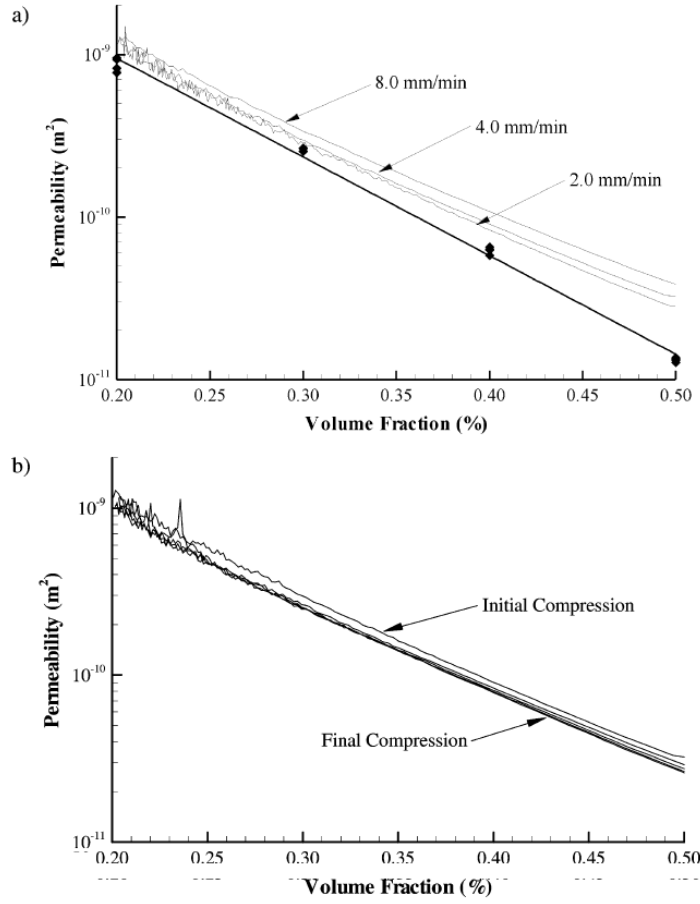 a)
10⁻⁹
8.0 mm/min
4.0 mm/min
2.0 mm/min
Permeability (m²)
10⁻¹⁰
10⁻¹¹
0.20 0.25 0.30 0.35 0.40 0.45 0.50
Volume Fraction (%)
b)
10⁻⁹
Initial Compression
Permeability (m²)
10⁻¹⁰
Final Compression
10⁻¹¹
0.20 0.25 0.30 0.35 0.40 0.45 0.50
Volume Fraction (%)